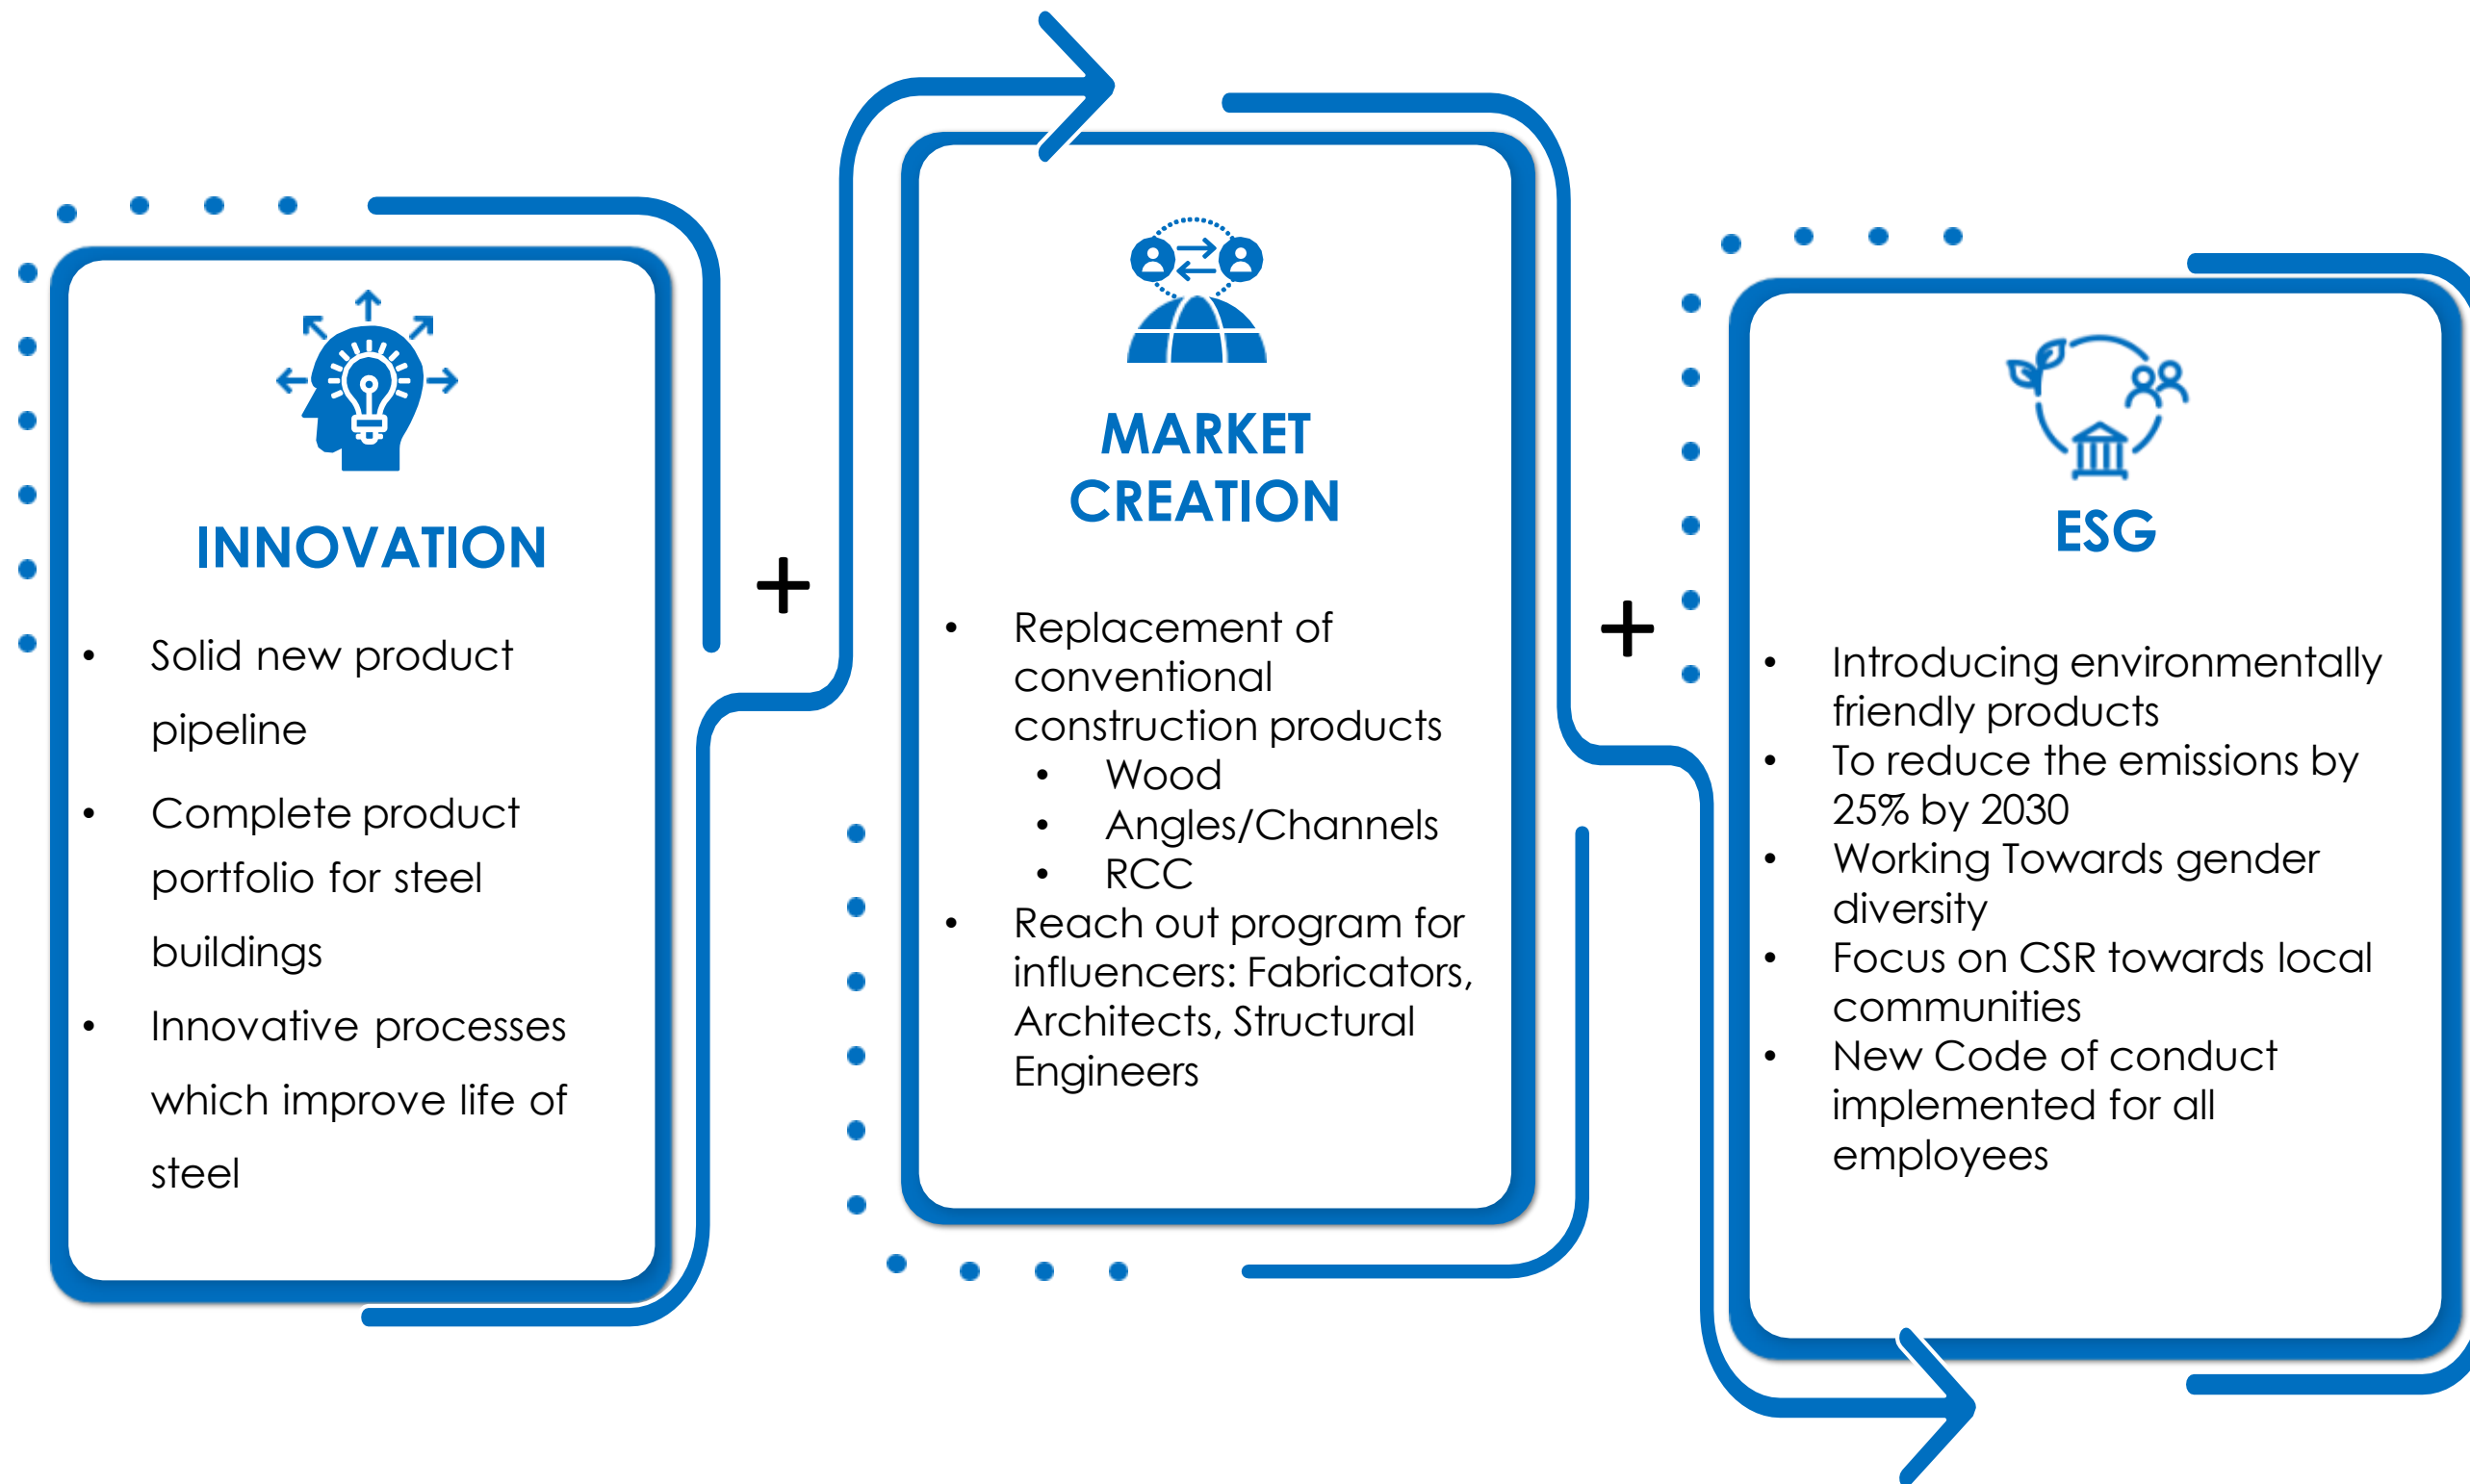 INNOVATION
• Solid new product
pipeline
• Complete product
portfolio for steel
buildings
• Innovative processes
which improve life of
steel
+
MARKET
CREATION
• Replacement of
conventional
construction products
• Wood
• Angles/Channels
• RCC
• Reach out program for
influencers: Fabricators,
Architects, Structural
Engineers
+
ESG
• Introducing environmentally
friendly products
• To reduce the emissions by
25% by 2030
• Working Towards gender
diversity
• Focus on CSR towards local
communities
• New Code of conduct
implemented for all
employees